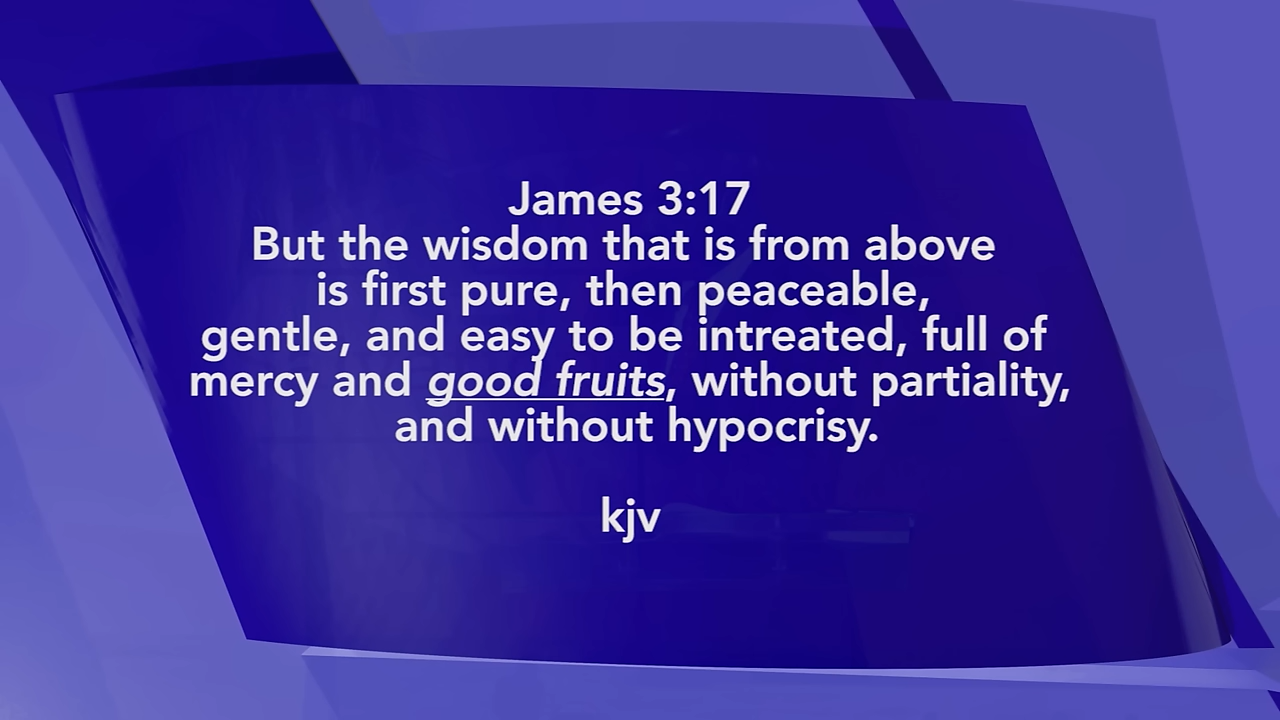 James 3:17
But the wisdom that is from above
is first pure, then peaceable,
gentle, and easy to be intreated, full of
mercy and good fruits, without partiality,
and without hypocrisy.
kjv